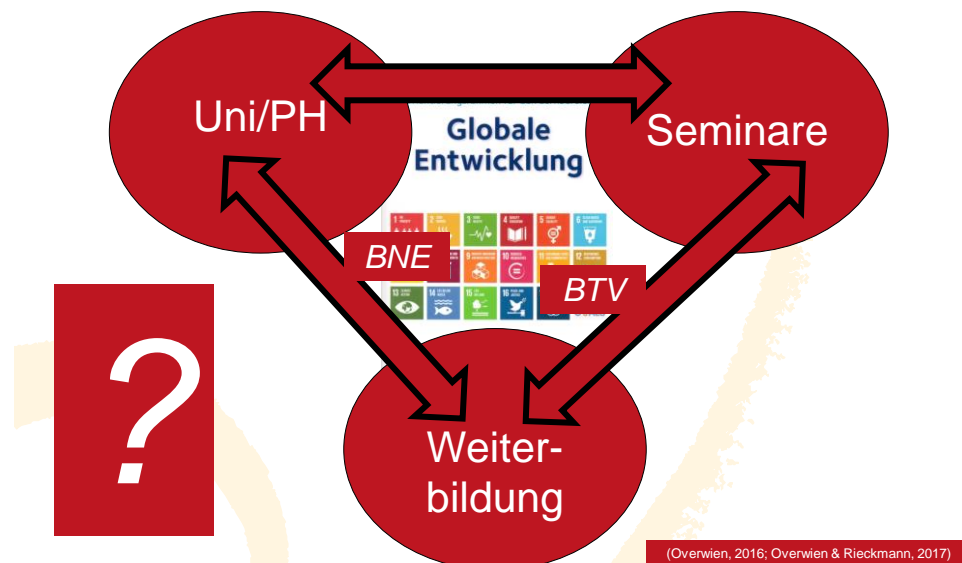 Uni/PH
Seminare
Globale
Entwicklung
BNE
BTV
?
Weiter-
bildung
(Overwien, 2016; Overwien & Rieckmann, 2017)